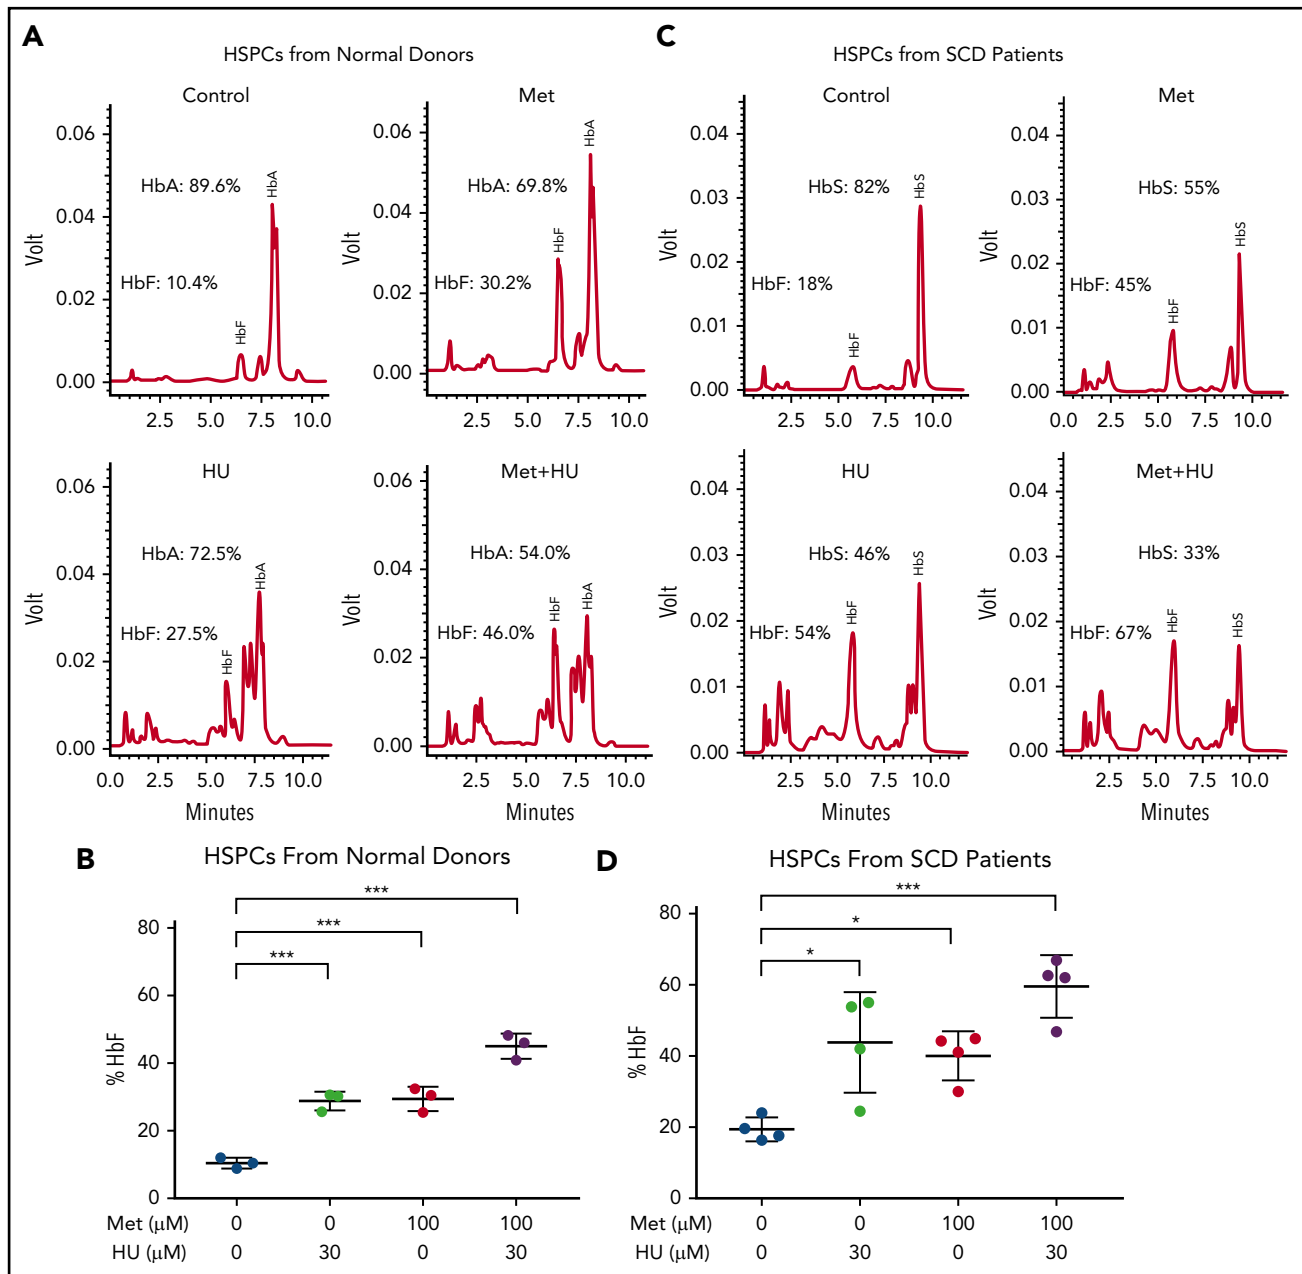 A
HSPCs from Normal Donors
Control
0.06
0.04
0.02
0.00
Volt
HbA: 89.6%
HbF: 10.4%
HbF
HbA
2.5 5.0 7.5 10.0
Met
0.06
0.04
0.02
0.00
Volt
HbA: 69.8%
HbF: 30.2%
HbF
HbA
2.5 5.0 7.5 10.0
HU
0.06
0.04
0.02
0.00
Volt
HbA: 72.5%
HbF: 27.5%
HbF
HbA
0.0 2.5 5.0 7.5 10.0
Minutes
Met+HU
0.06
0.04
0.02
0.00
Volt
HbA: 54.0%
HbF: 46.0%
HbF
HbA
2.5 5.0 7.5 10.0
Minutes
C
HSPCs from SCD Patients
Control
0.04
0.03
0.02
0.01
0.00
Volt
HbS: 82%
HbF: 18%
HbF
HbS
2.5 5.0 7.5 10.0
Met
0.04
0.03
0.02
0.01
0.00
Volt
HbS: 55%
HbF: 45%
HbF
HbS
0.0 2.5 5.0 7.5 10.0
HU
0.04
0.03
0.02
0.01
0.00
Volt
HbS: 46%
HbF: 54%
HbF
HbS
2.5 5.0 7.5 10.0
Minutes
Met+HU
0.04
0.03
0.02
0.01
0.00
Volt
HbS: 33%
HbF: 67%
HbF
HbS
2.5 5.0 7.5 10.0
Minutes
B
HSPCs From Normal Donors
***
***
***
80
60
40
20
0
% HbF
Met (μM) 0 0 100 100
HU (μM) 0 30 0 30
D
HSPCs From SCD Patients
***
*
*
80
60
40
20
0
% HbF
Met (μM) 0 0 100 100
HU (μM) 0 30 0 30